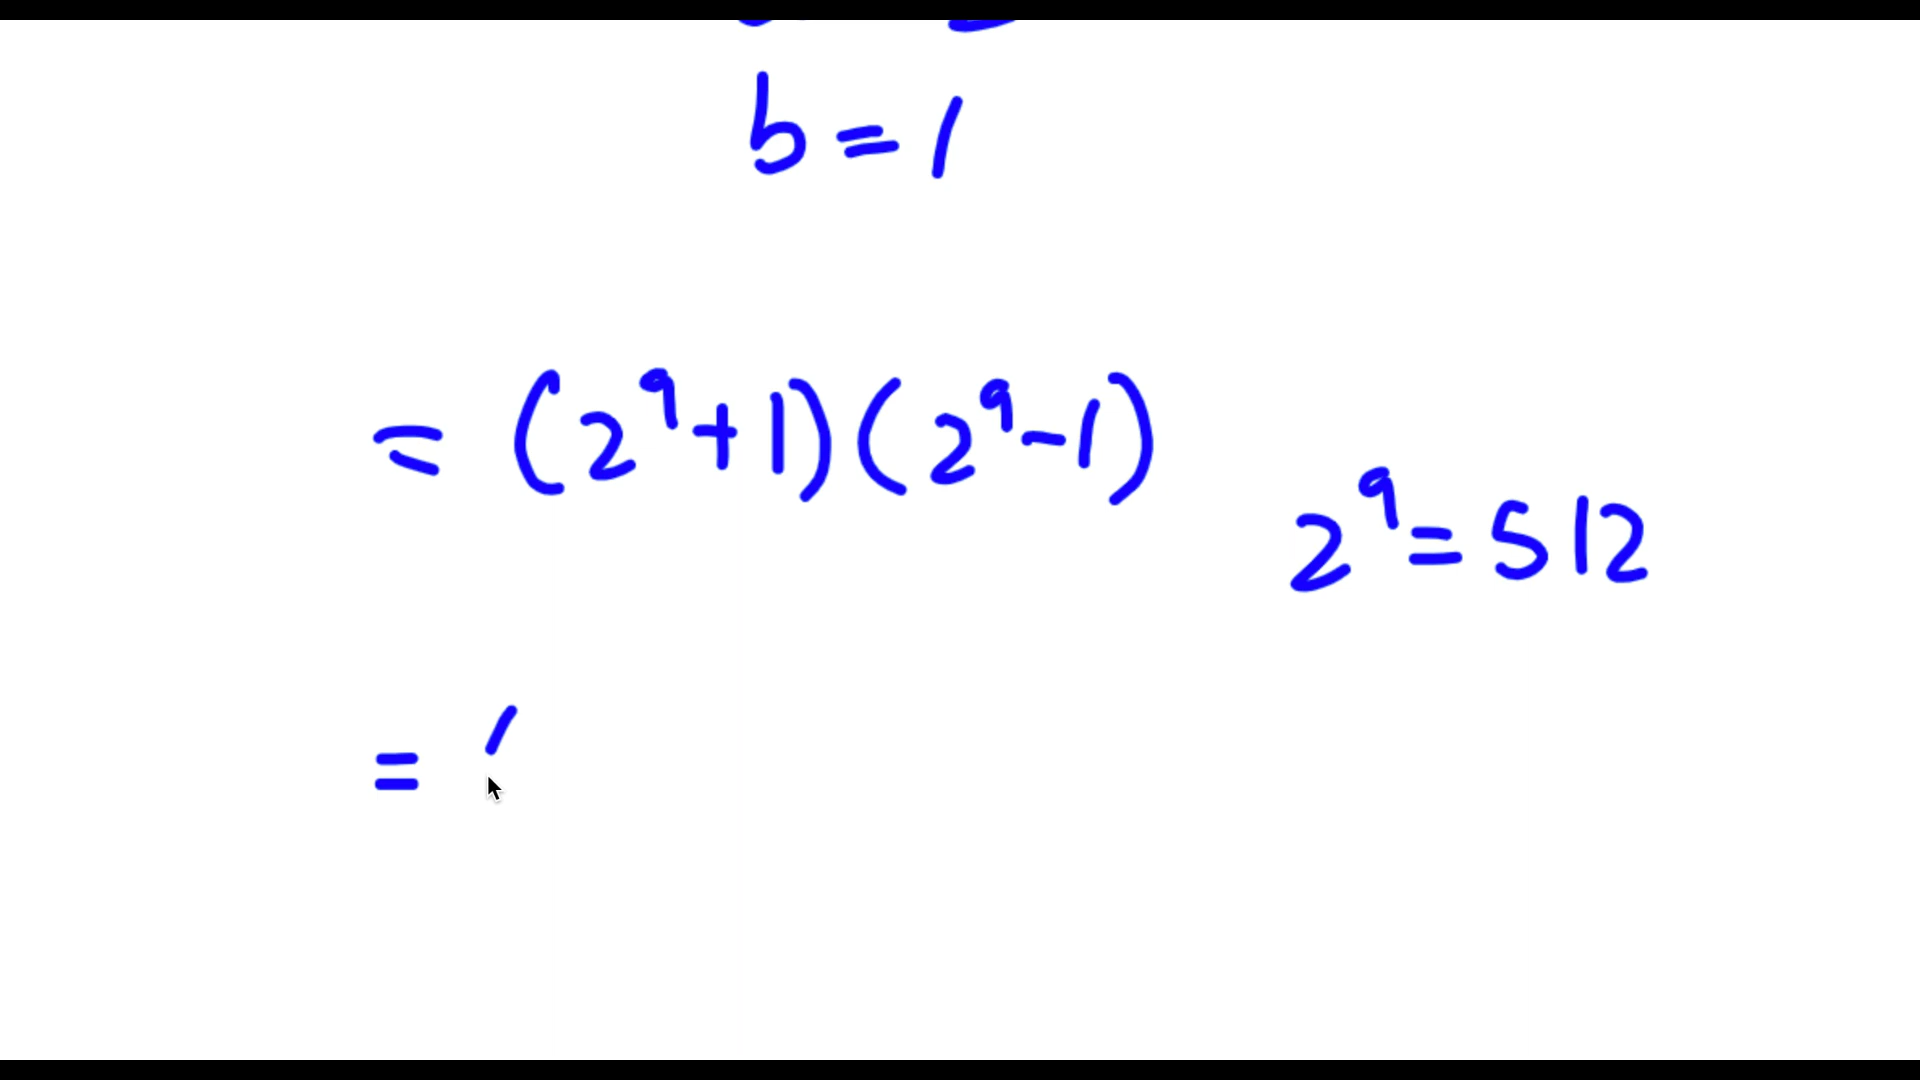 b = 1
= (2⁹+1)(2⁹-1)
2⁹ = 512
=